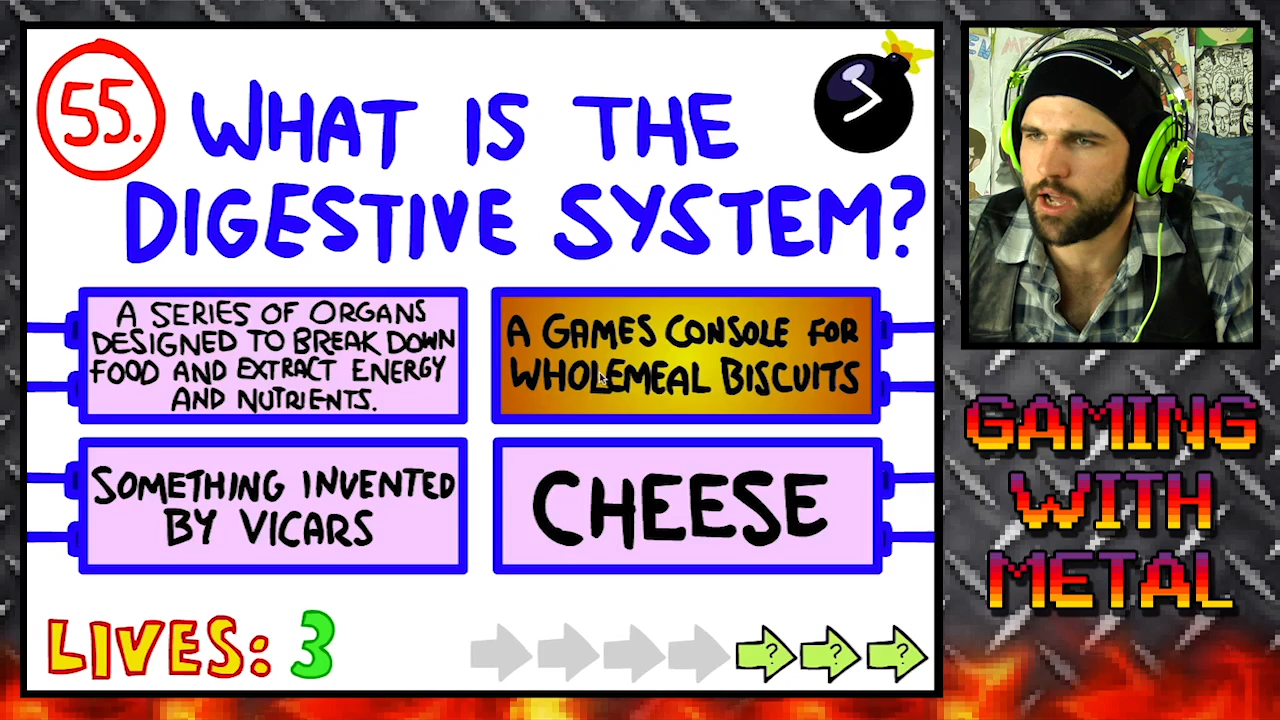 55.
WHAT IS THE
DIGESTIVE SYSTEM?
A SERIES OF ORGANS
DESIGNED TO BREAK DOWN
FOOD AND EXTRACT ENERGY
AND NUTRIENTS.
A GAMES CONSOLE FOR
WHOLEMEAL BISCUITS
SOMETHING INVENTED
BY VICARS
CHEESE
LIVES: 3
? ? ?
GAMING
WITH
METAL